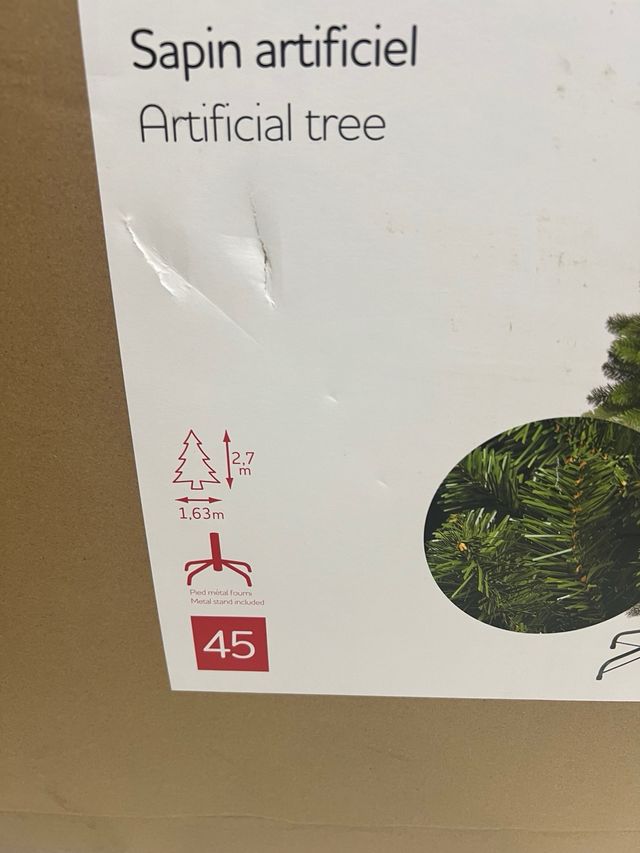 Sapin artificiel
Artificial tree
2,7
m
1,63m
Pied métal fourni
Metal stand included
45